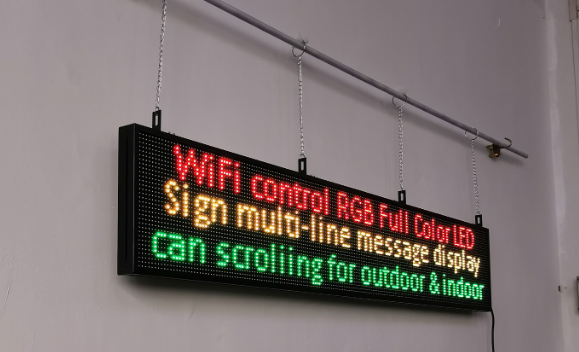 WiFi control RGB Full Color LED
Sign multi-line message display
can scrolling for outdoor & indoor